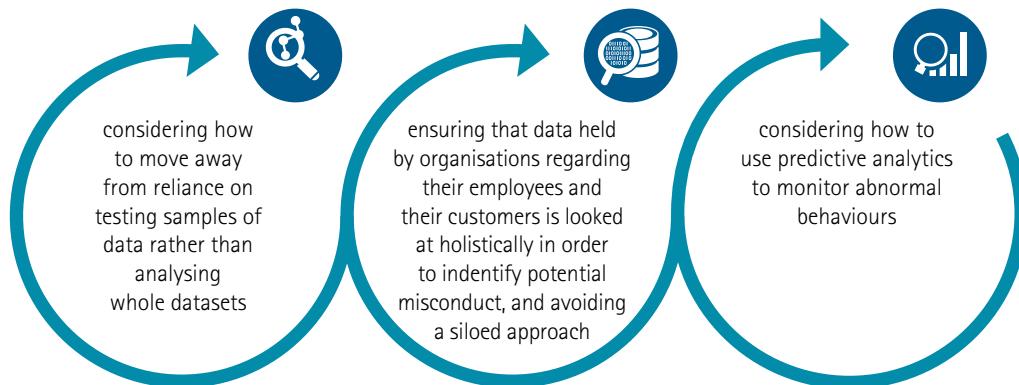 considering how
to move away
from reliance on
testing samples of
data rather than
analysing
whole datasets
ensuring that data held
by organisations regarding
their employees and
their customers is looked
at holistically in order
to indentify potential
misconduct, and avoiding
a siloed approach
considering how to
use predictive analytics
to monitor abnormal
behaviours